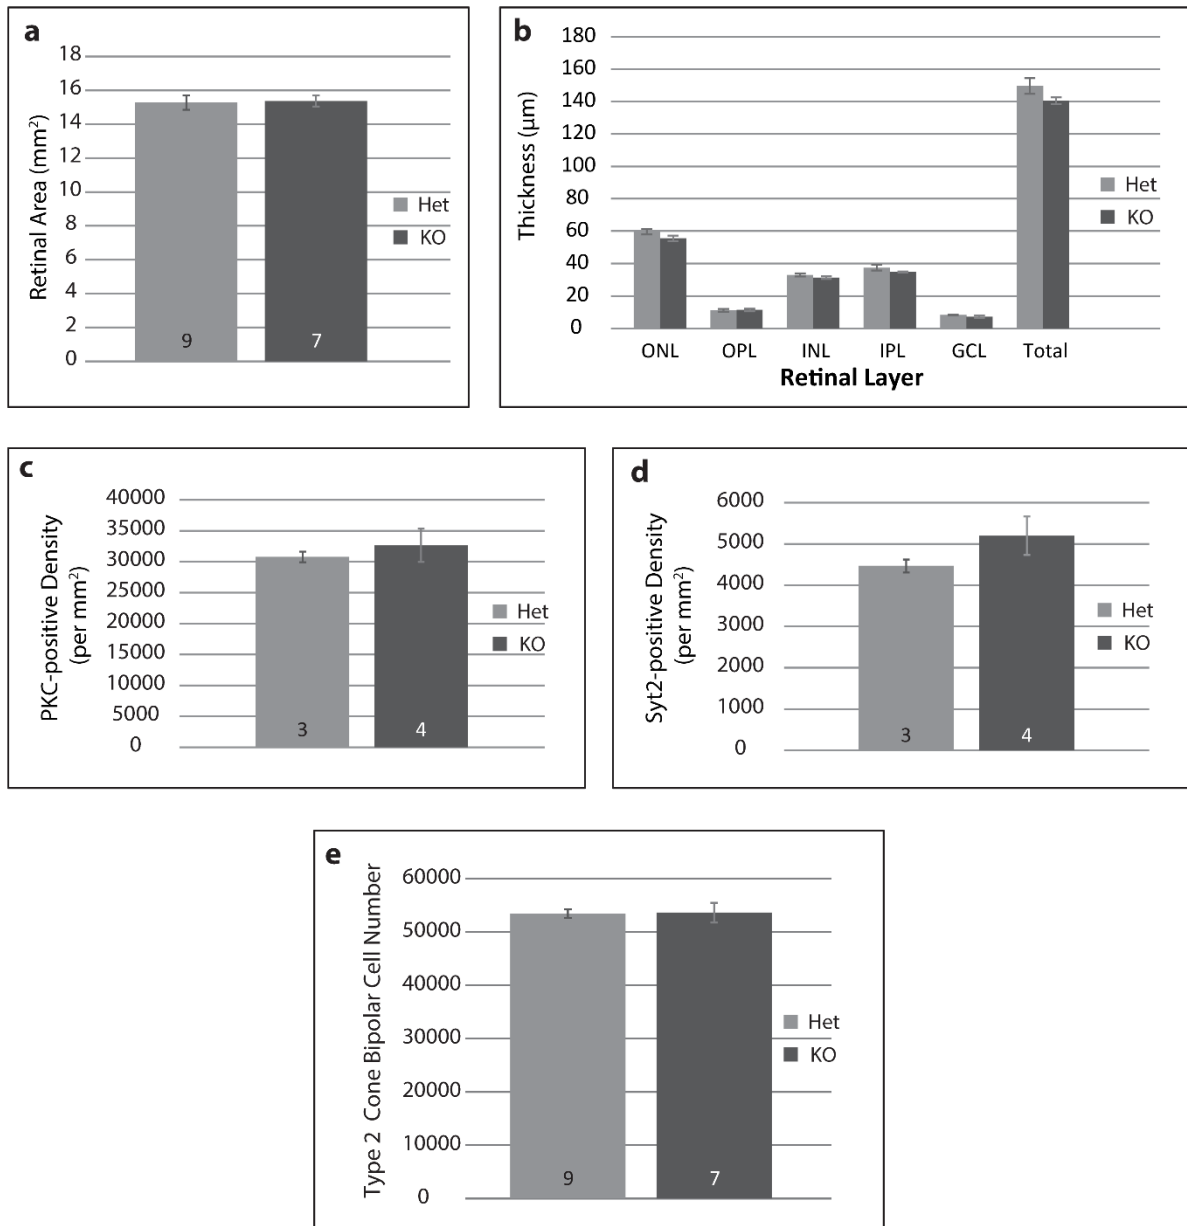 a
18
16
14
12
10
8
6
4
2
0
Retinal Area (mm²)
9
7
Het
KO
b
180
160
140
120
100
80
60
40
20
0
Thickness (µm)
ONL OPL INL IPL GCL Total
Retinal Layer
Het
KO
c
40000
35000
30000
25000
20000
15000
10000
5000
0
PKC-positive Density
(per mm²)
3
4
Het
KO
d
6000
5000
4000
3000
2000
1000
0
Syt2-positive Density
(per mm²)
3
4
Het
KO
e
60000
50000
40000
30000
20000
10000
0
Type 2 Cone Bipolar Cell Number
9
7
Het
KO